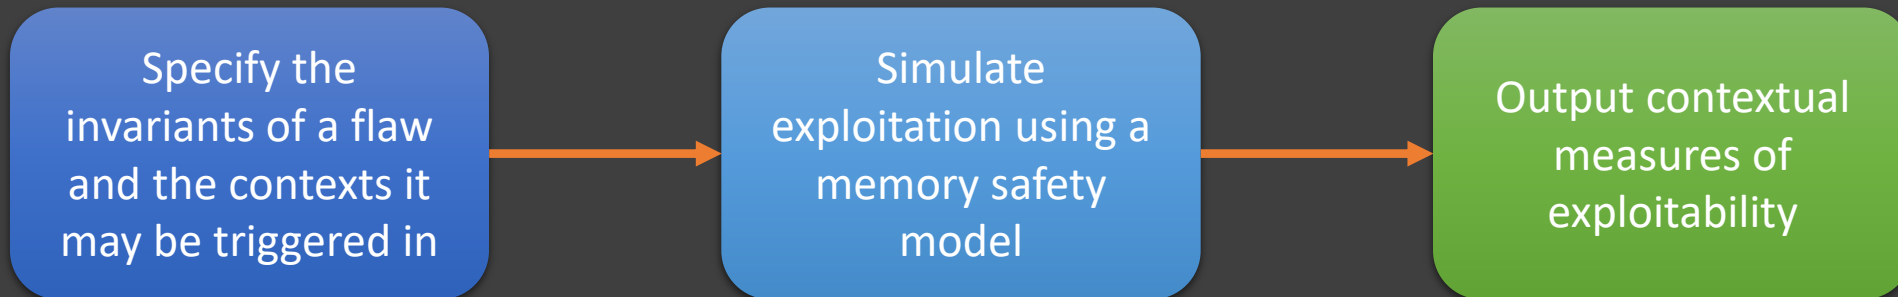 Specify the
invariants of a flaw
and the contexts it
may be triggered in
Simulate
exploitation using a
memory safety
model
Output contextual
measures of
exploitability